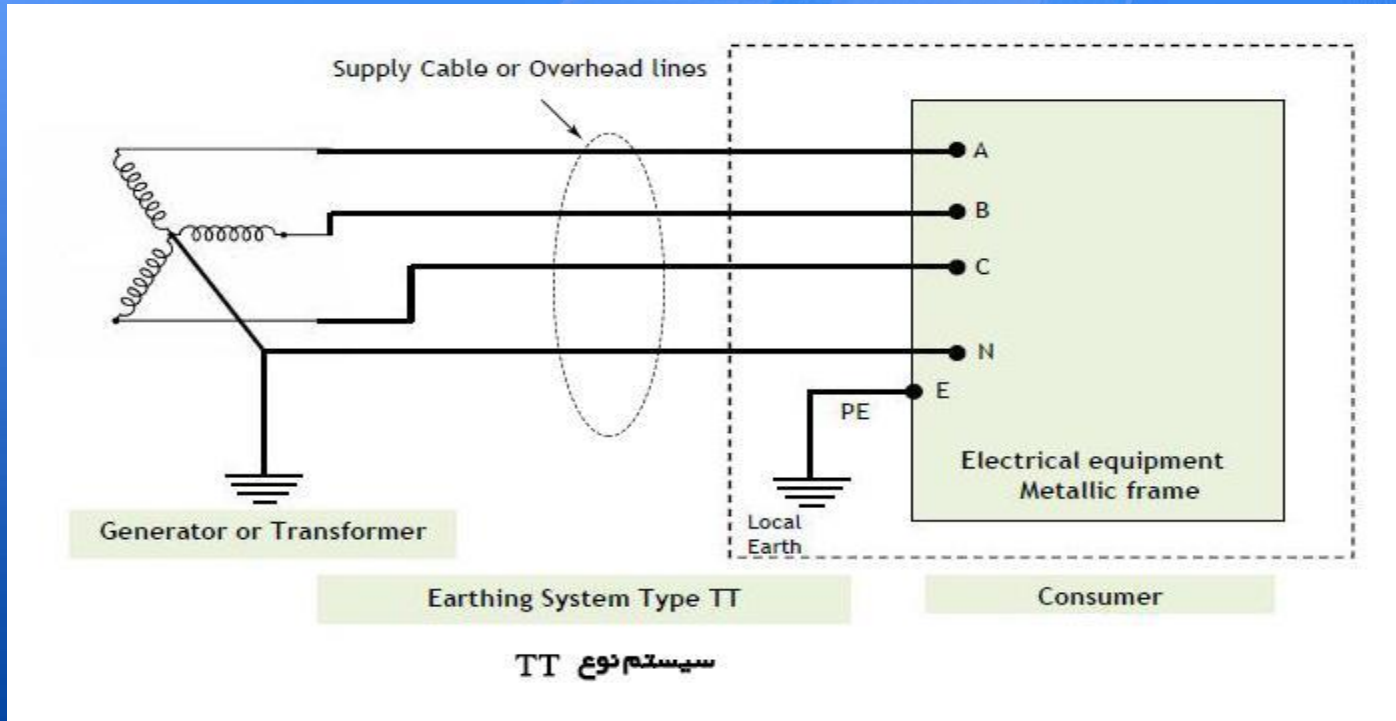 Supply Cable or Overhead lines
A
B
C
N
E
PE
Electrical equipment
Metallic frame
Local
Earth
Generator or Transformer
Earthing System Type TT
Consumer
سیستم نوع TT